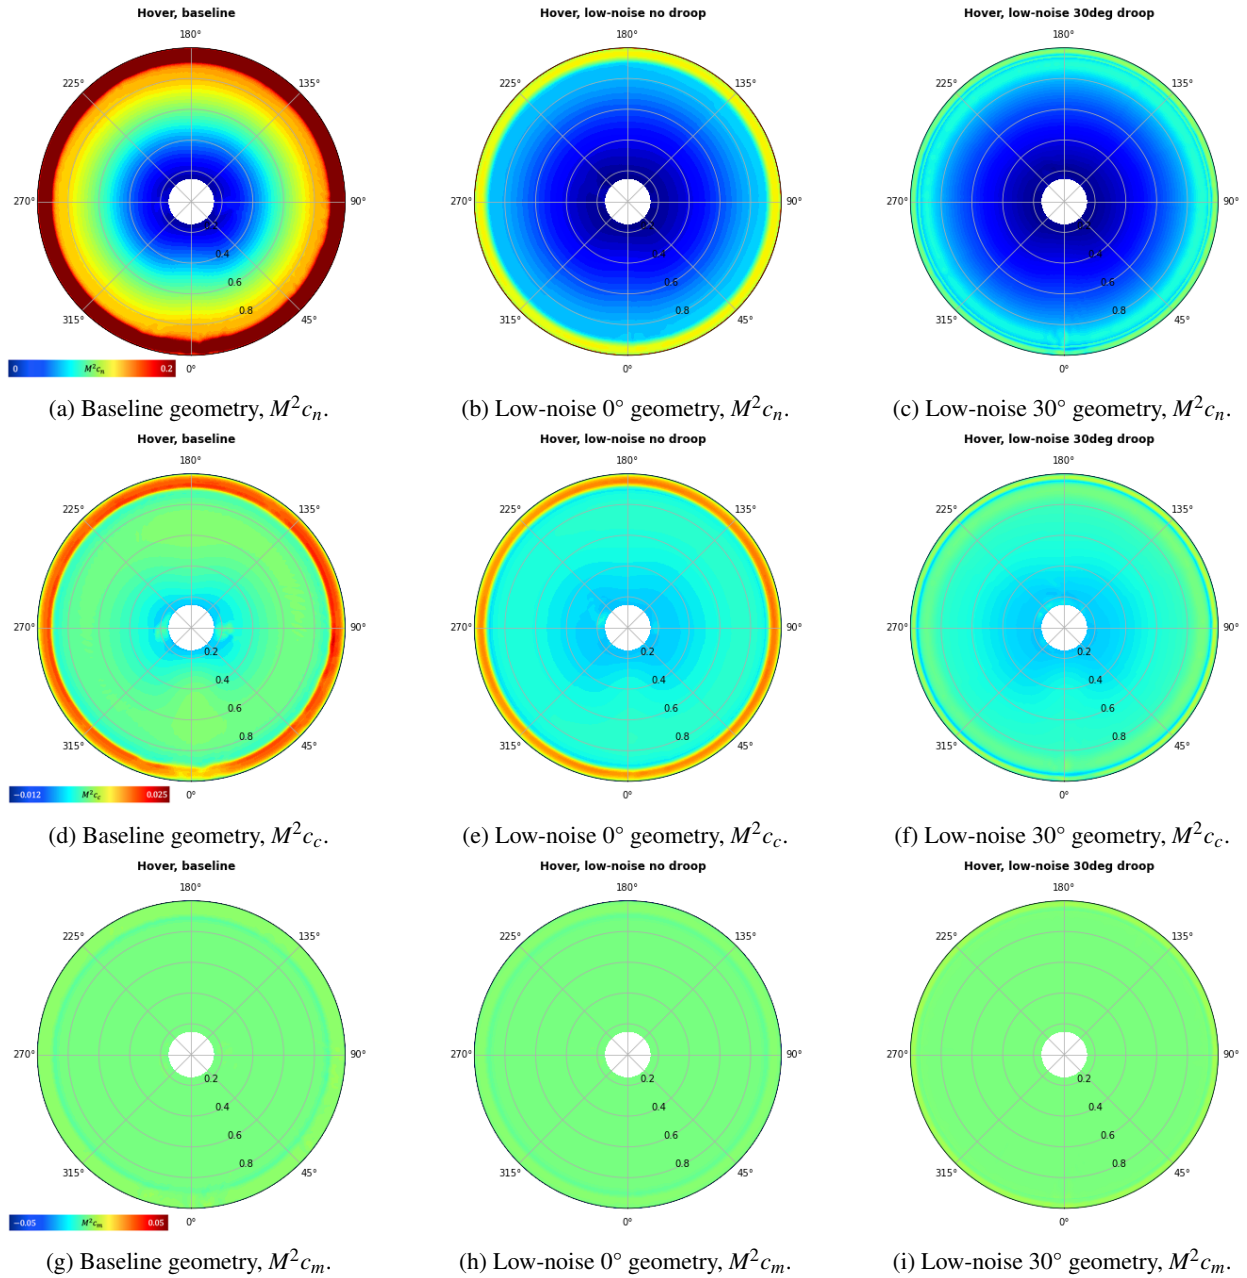 Hover, baseline Hover, low-noise no droop Hover, low-noise 30deg droop
180° 180° 180°
225° 135° 225° 135° 225° 135°
270° 90° 270° 90° 270° 90°
0.4 0.4 0.4
0.6 0.6 0.6
0.8 0.8 0.8
315° 45° 315° 45° 315° 45°
0 M²cₙ 0.2 0° 0° 0°
(a) Baseline geometry, M²cₙ. (b) Low-noise 0° geometry, M²cₙ. (c) Low-noise 30° geometry, M²cₙ.
Hover, baseline Hover, low-noise no droop Hover, low-noise 30deg droop
180° 180° 180°
225° 135° 225° 135° 225° 135°
270° 90° 270° 90° 270° 90°
0.2 0.2 0.2
0.4 0.4 0.4
0.6 0.6 0.6
0.8 0.8 0.8
315° 45° 315° 45° 315° 45°
−0.012 M²c_c 0.025 0° 0° 0°
(d) Baseline geometry, M²c_c. (e) Low-noise 0° geometry, M²c_c. (f) Low-noise 30° geometry, M²c_c.
Hover, baseline Hover, low-noise no droop Hover, low-noise 30deg droop
180° 180° 180°
225° 135° 225° 135° 225° 135°
270° 90° 270° 90° 270° 90°
0.2 0.2 0.2
0.4 0.4 0.4
0.6 0.6 0.6
0.8 0.8 0.8
315° 45° 315° 45° 315° 45°
−0.05 M²cₘ 0.05 0° 0° 0°
(g) Baseline geometry, M²cₘ. (h) Low-noise 0° geometry, M²cₘ. (i) Low-noise 30° geometry, M²cₘ.